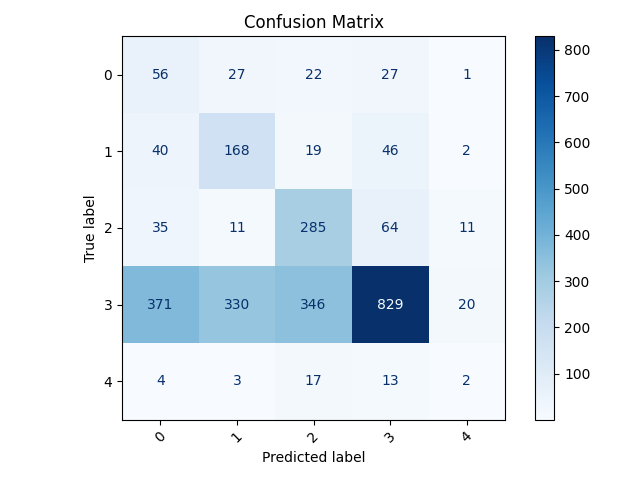 Confusion Matrix
True label
0 56 27 22 27 1
1 40 168 19 46 2
2 35 11 285 64 11
3 371 330 346 829 20
4 4 3 17 13 2
0 1 2 3 4
Predicted label
800
700
600
500
400
300
200
100